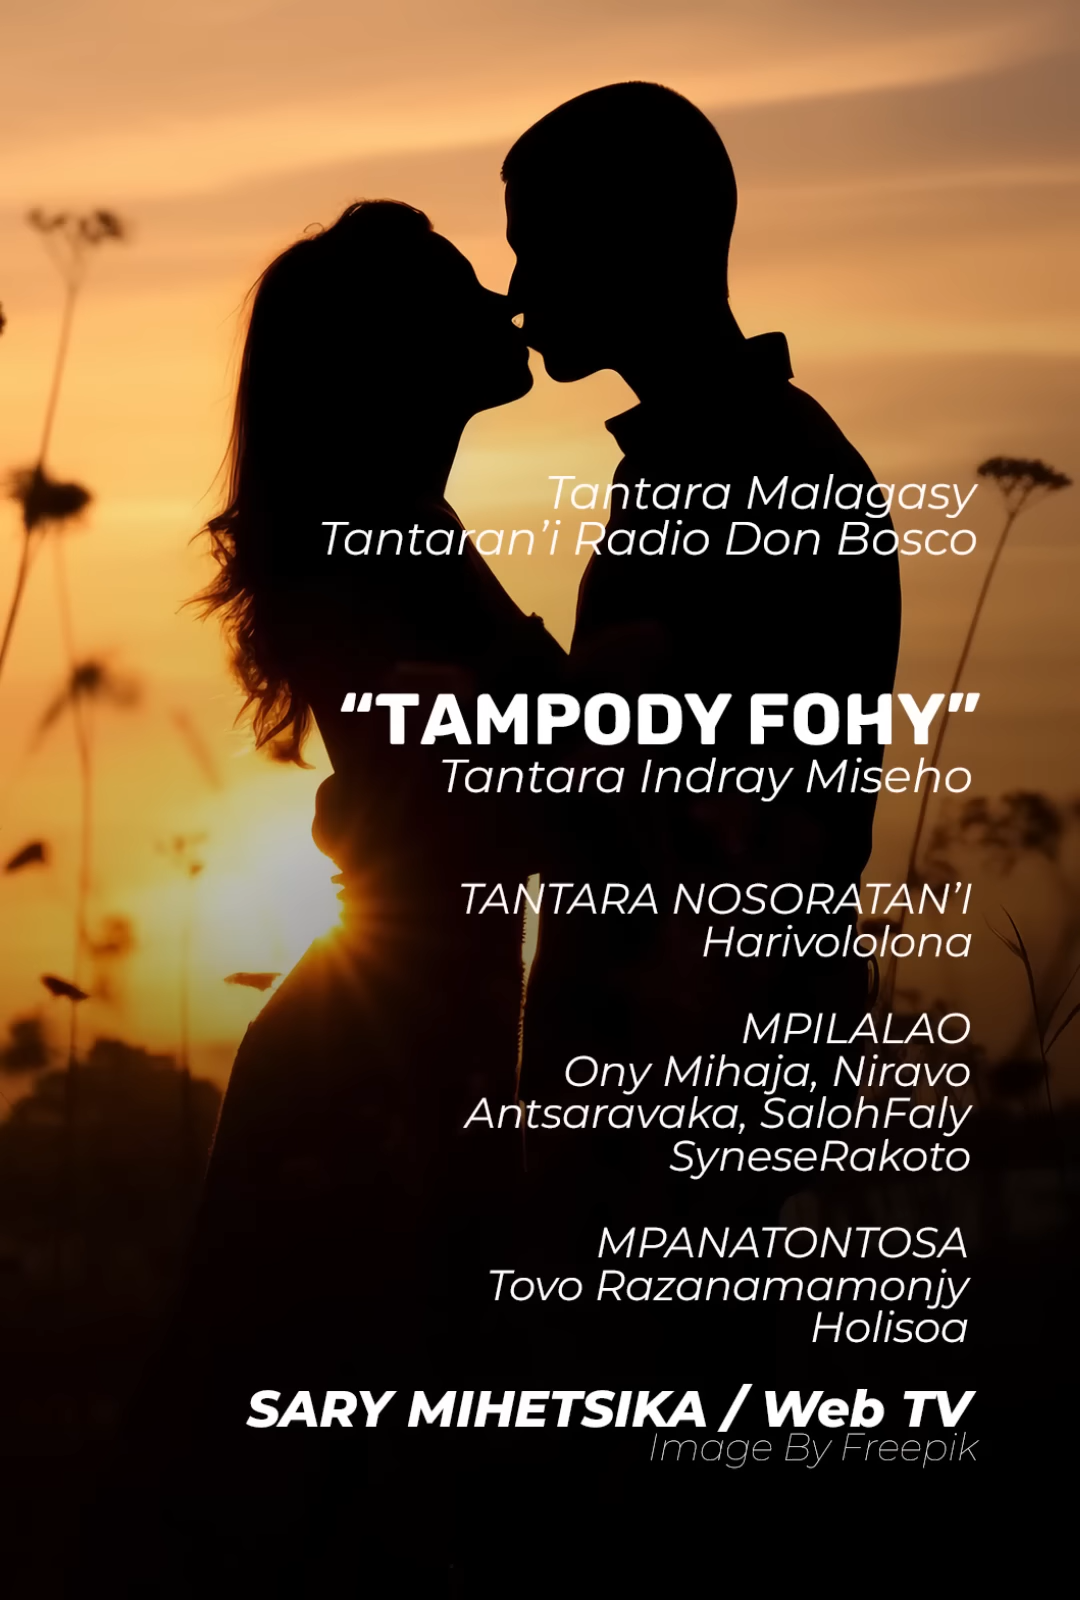 Tantara Malagasy
Tantaran’i Radio Don Bosco
“TAMPODY FOHY”
Tantara Indray Miseho
TANTARA NOSORATAN’I
Harivololona
MPILALAO
Ony Mihaja, Niravo
Antsaravaka, SalohFaly
SyneseRakoto
MPANATONTOSA
Tovo Razanamamonjy
Holisoa
SARY MIHETSIKA / Web TV
Image By Freepik